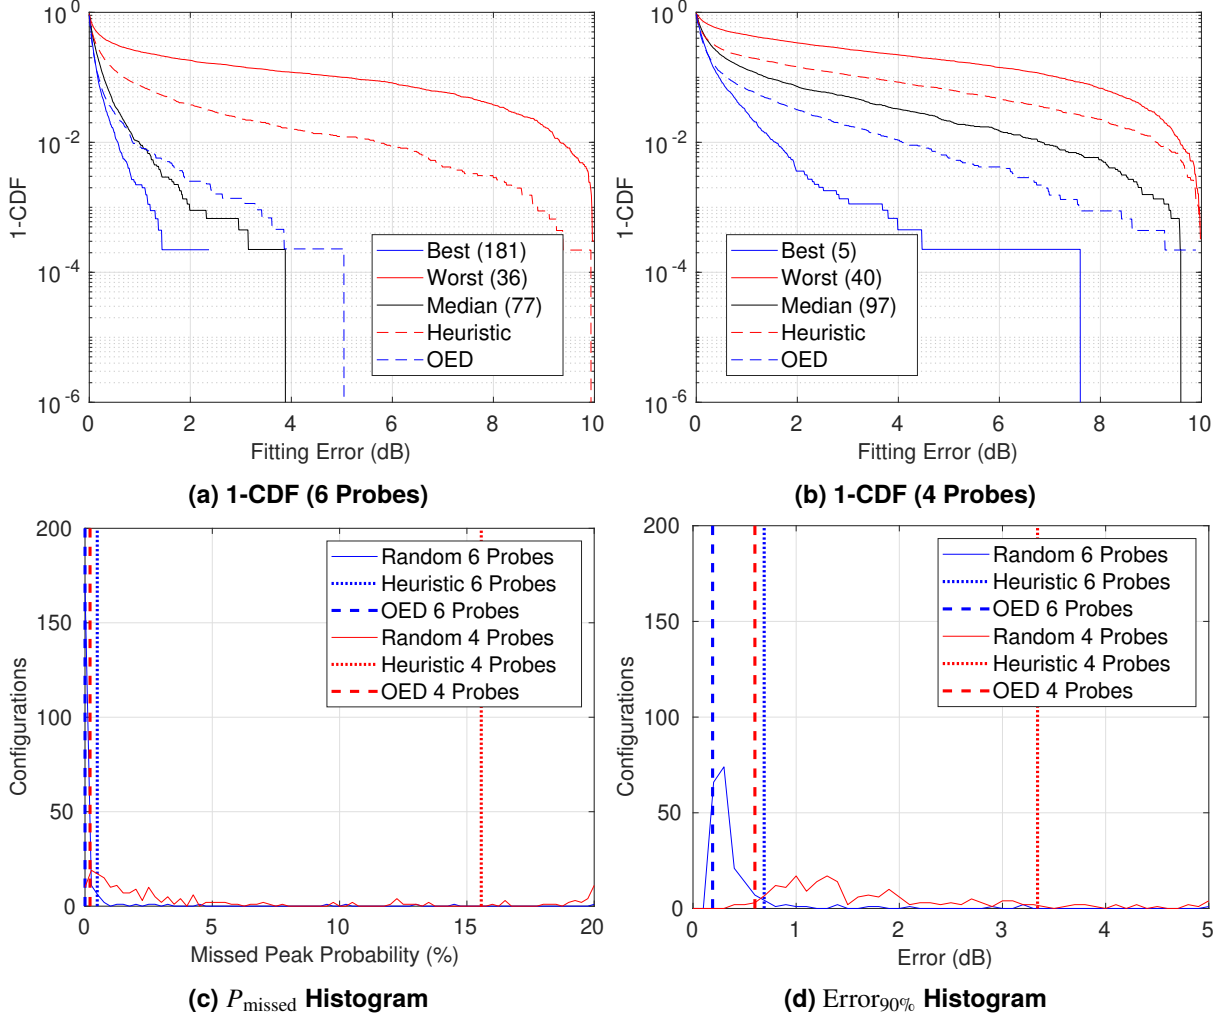 10^0
10^-2
10^-4
10^-6
1-CDF
0 2 4 6 8 10
Fitting Error (dB)
Best (181)
Worst (36)
Median (77)
Heuristic
OED
(a) 1-CDF (6 Probes)
10^0
10^-2
10^-4
10^-6
1-CDF
0 2 4 6 8 10
Fitting Error (dB)
Best (5)
Worst (40)
Median (97)
Heuristic
OED
(b) 1-CDF (4 Probes)
200
150
100
50
0
Configurations
0 5 10 15 20
Missed Peak Probability (%)
Random 6 Probes
Heuristic 6 Probes
OED 6 Probes
Random 4 Probes
Heuristic 4 Probes
OED 4 Probes
(c) P_missed Histogram
200
150
100
50
0
Configurations
0 1 2 3 4 5
Error (dB)
Random 6 Probes
Heuristic 6 Probes
OED 6 Probes
Random 4 Probes
Heuristic 4 Probes
OED 4 Probes
(d) Error_90% Histogram